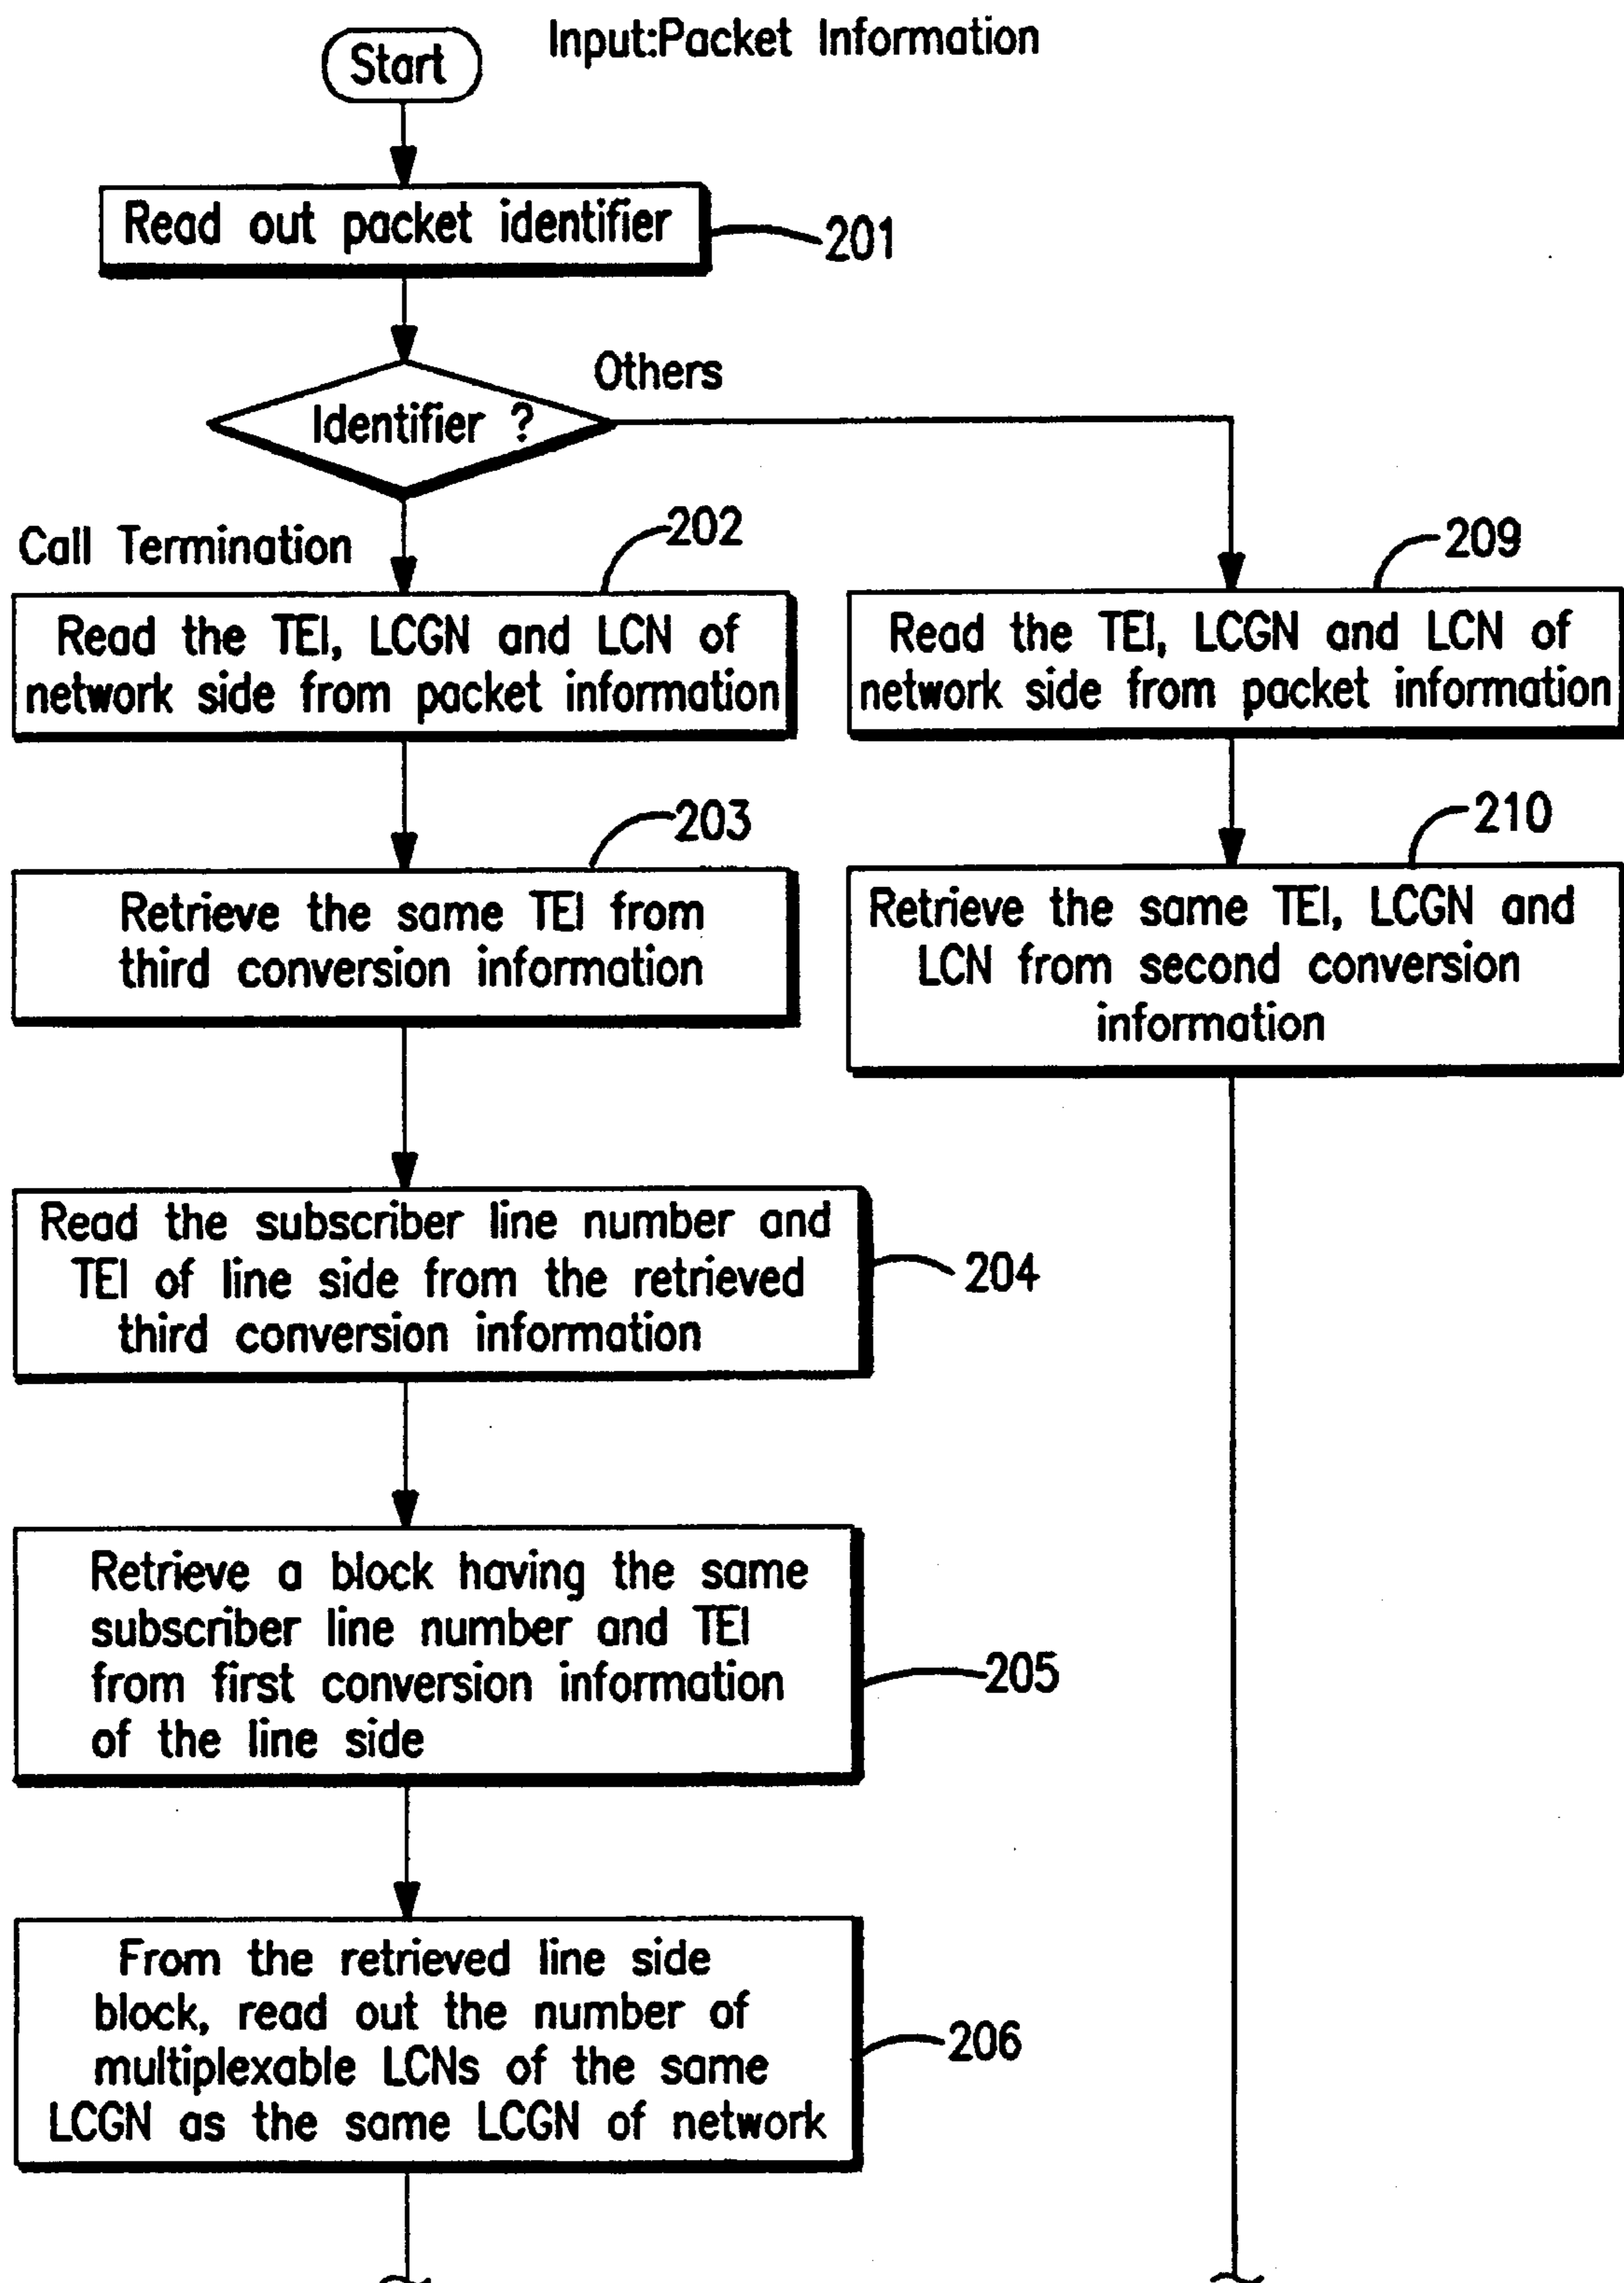 Input:Packet Information
Start
Read out packet identifier
201
Others
Identifier ?
Call Termination
202
Read the TEI, LCGN and LCN of
network side from packet information
209
Read the TEI, LCGN and LCN of
network side from packet information
203
Retrieve the same TEI from
third conversion information
210
Retrieve the same TEI, LCGN and
LCN from second conversion
information
Read the subscriber line number and
TEI of line side from the retrieved
third conversion information
204
Retrieve a block having the same
subscriber line number and TEI
from first conversion information
of the line side
205
From the retrieved line side
block, read out the number of
multiplexable LCNs of the same
LCGN as the same LCGN of network
206